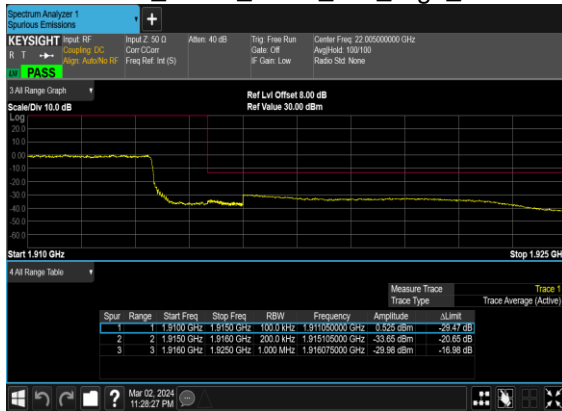 Spectrum Analyzer 1
Spurious Emissions
KEYSIGHT Input: RF Input Z: 50 Ω Atten: 40 dB Trig: Free Run Center Freq: 22.005000000 GHz
R T Coupling: DC Corr CCorr Gate: Off Avg|Hold: 100/100
Align: Auto/No RF Freq Ref: Int (S) IF Gain: Low Radio Std: None
PASS
3 All Range Graph
Ref Lvl Offset 8.00 dB
Scale/Div 10.0 dB Ref Value 30.00 dBm
Log
20.0
10.0
0.00
-10.0
-20.0
-30.0
-40.0
-50.0
-60.0
Start 1.910 GHz Stop 1.925 GH
4 All Range Table
Measure Trace Trace 1
Trace Type Trace Average (Active)
Spur Range Start Freq Stop Freq RBW Frequency Amplitude ΔLimit
1 1 1.9100 GHz 1.9150 GHz 100.0 kHz 1.911050000 GHz 0.525 dBm -29.47 dB
2 2 1.9150 GHz 1.9160 GHz 200.0 kHz 1.915105000 GHz -33.65 dBm -20.65 dB
3 3 1.9160 GHz 1.9250 GHz 1.000 MHz 1.916075000 GHz -29.98 dBm -16.98 dB
Mar 02, 2024
11:28:27 PM